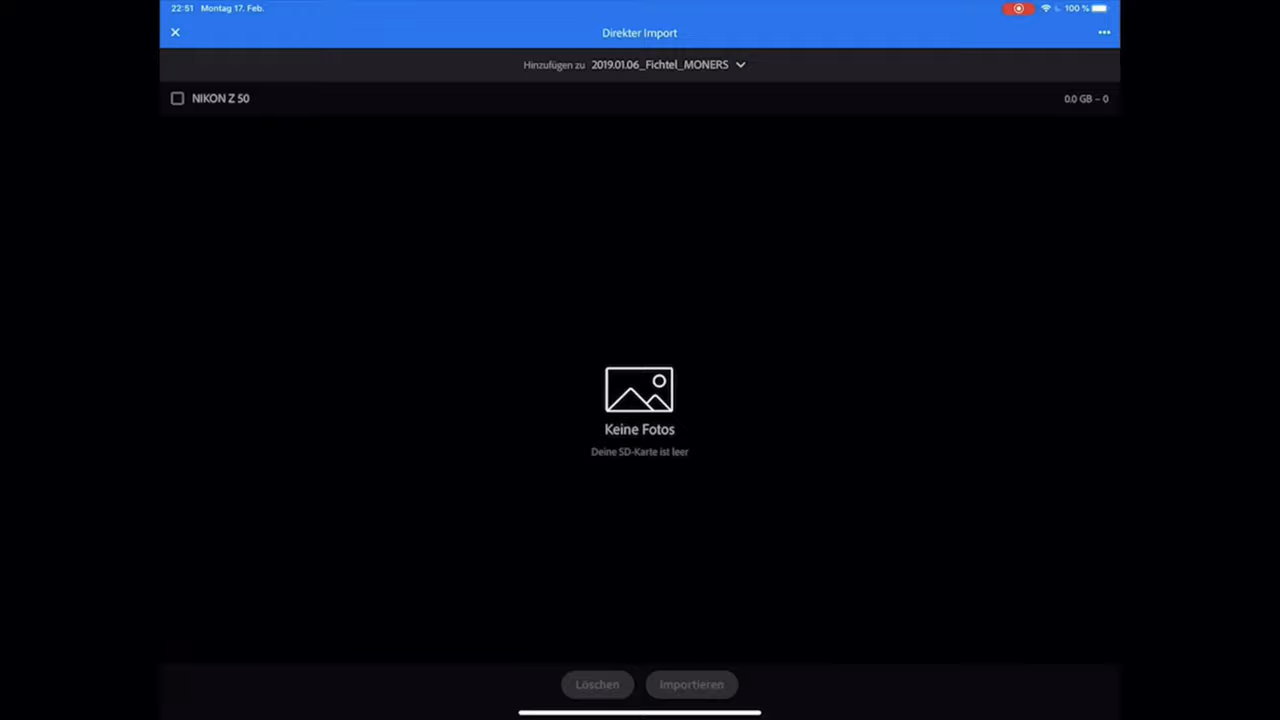 22:51 Montag 17. Feb. 100 %
Direkter Import
Hinzufügen zu 2019.01.06_Fichtel_MONERS
NIKON Z 50 0.0 GB – 0
Keine Fotos
Deine SD-Karte ist leer
Löschen Importieren